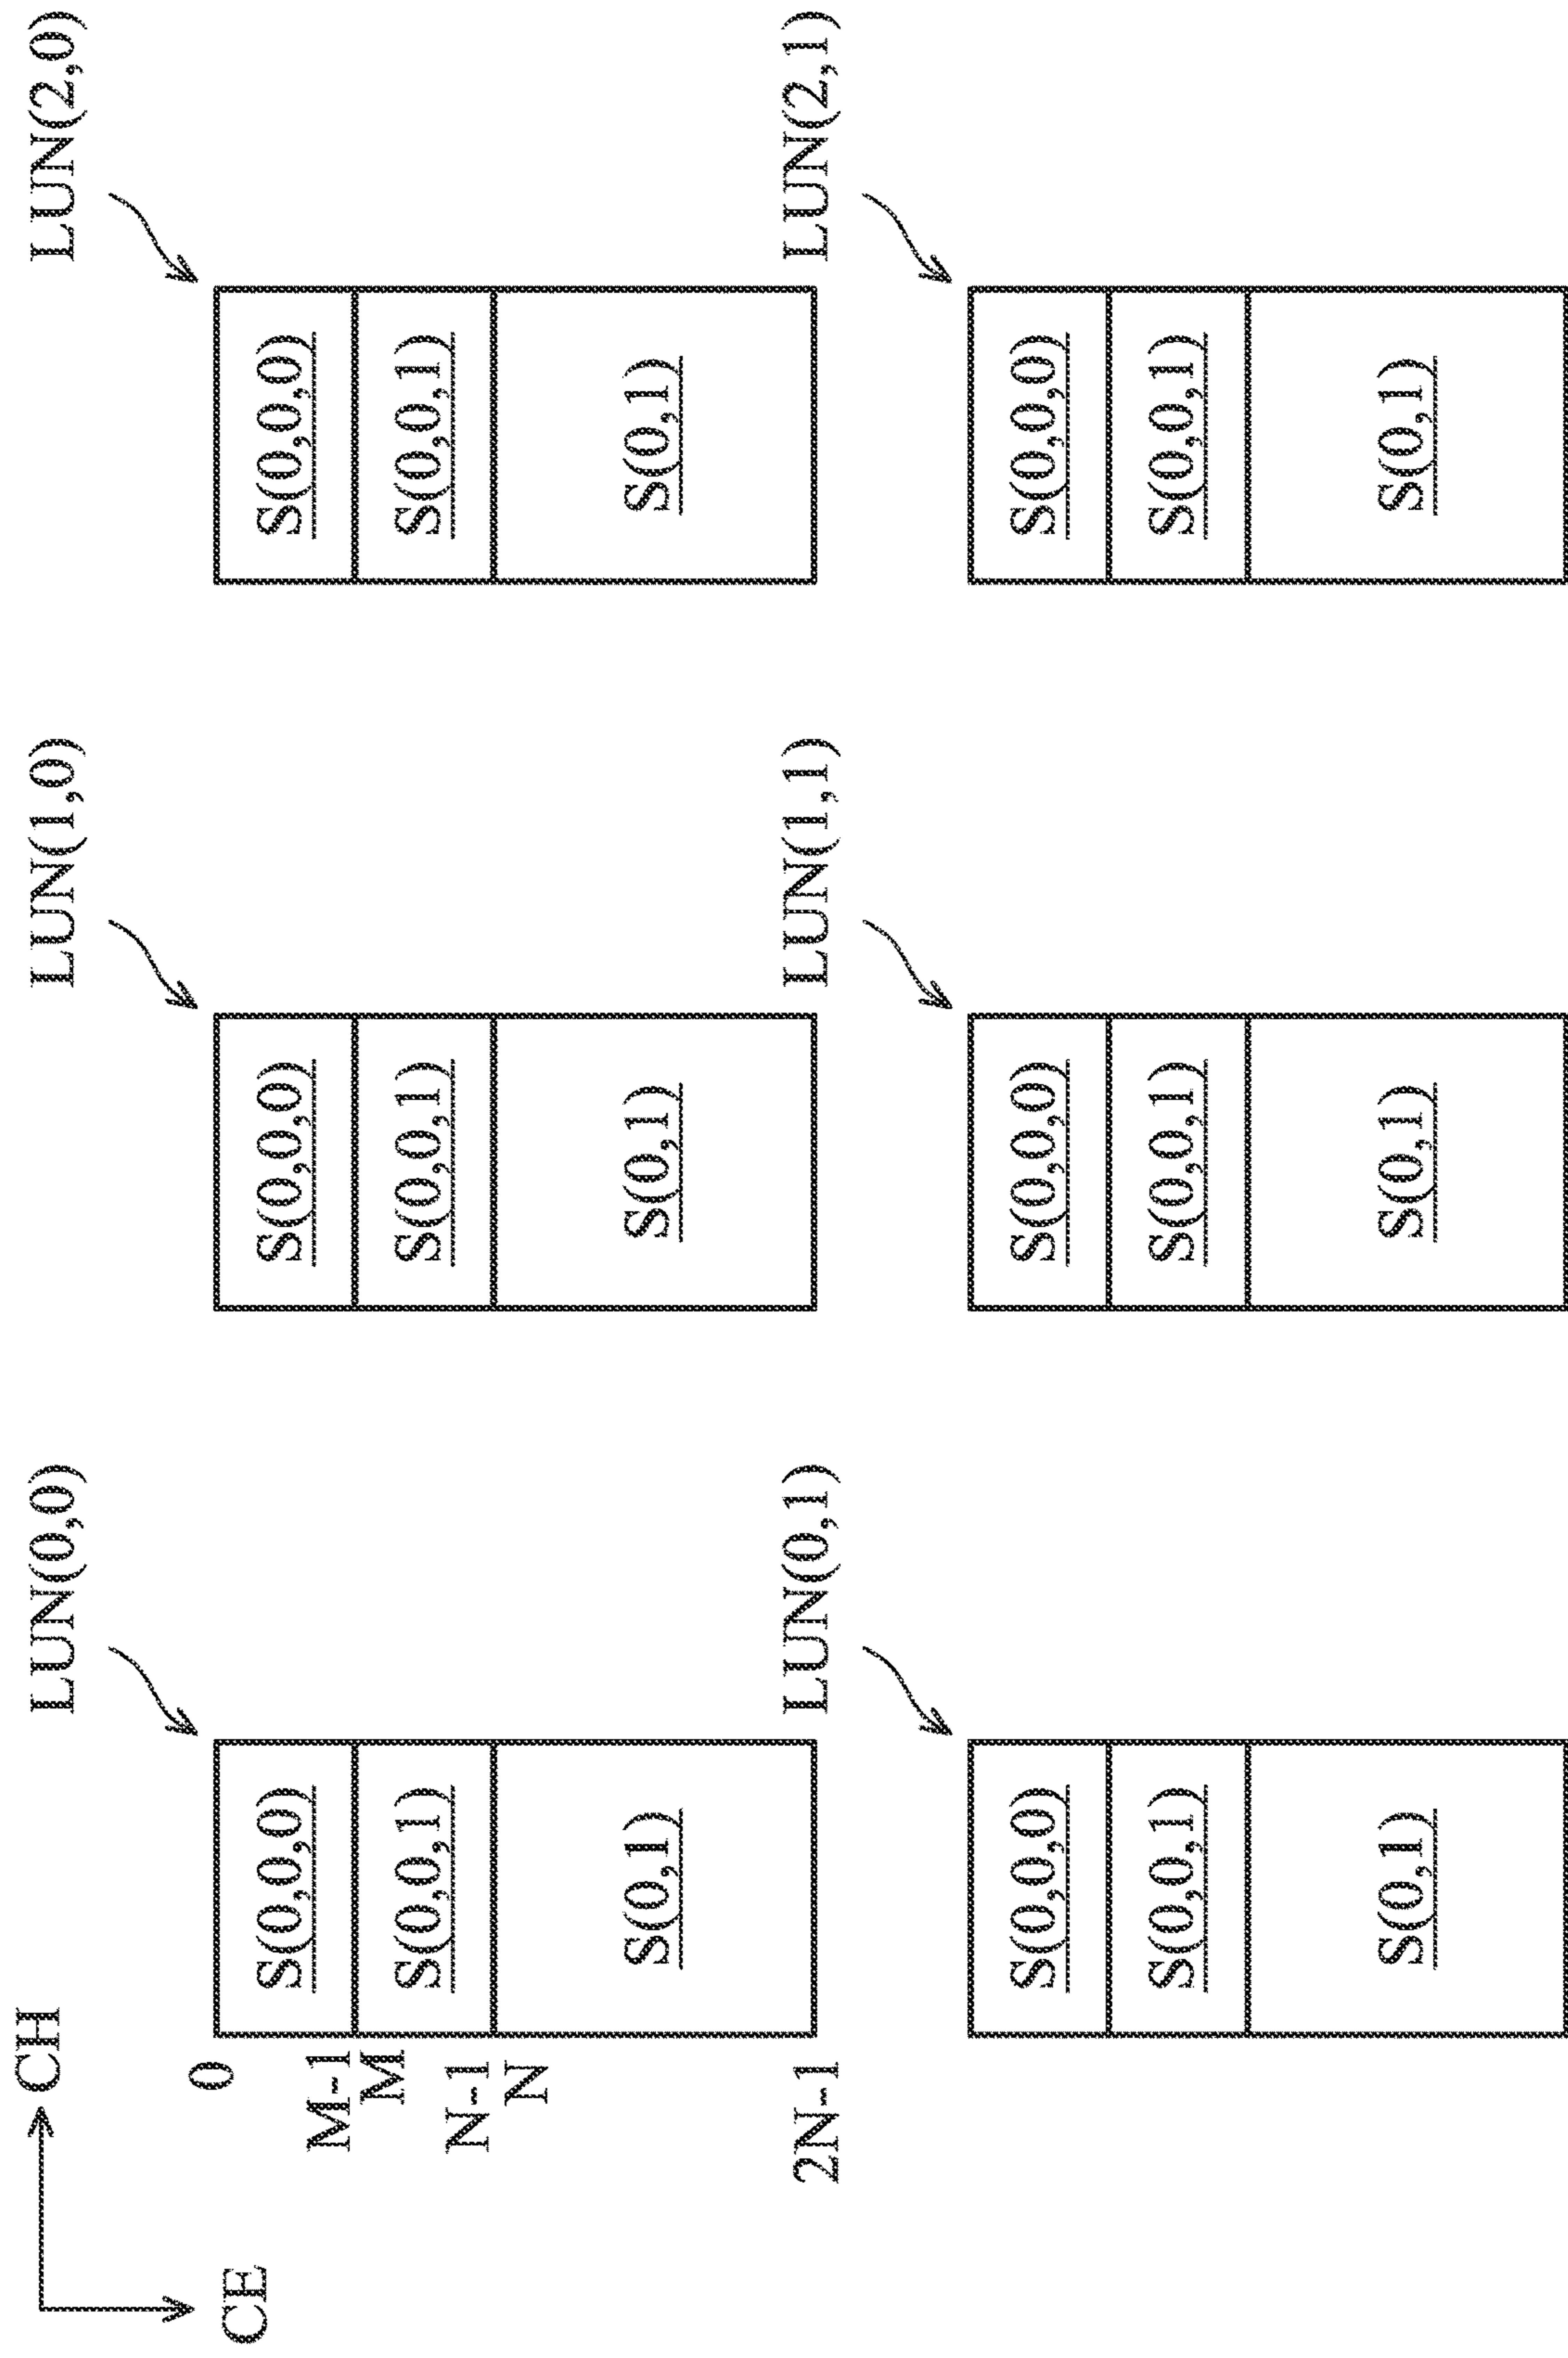 CH LUN(0,0) LUN(1,0) LUN(2,0)
0
CE
S(0,0,0) S(0,0,0) S(0,0,0)
M-1
M
S(0,0,1) S(0,0,1) S(0,0,1)
N-1
N
S(0,1) S(0,1) S(0,1)
2N-1
LUN(0,1) LUN(1,1) LUN(2,1)
S(0,0,0) S(0,0,0) S(0,0,0)
S(0,0,1) S(0,0,1) S(0,0,1)
S(0,1) S(0,1) S(0,1)